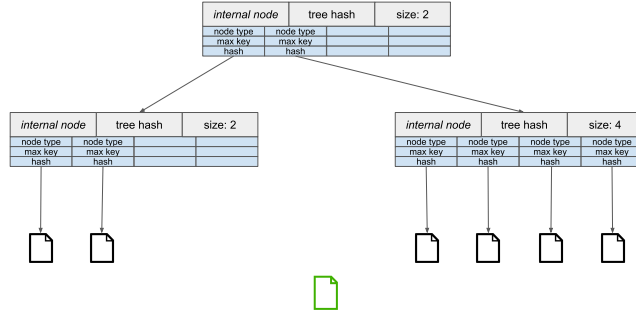 internal node tree hash size: 2
node type node type
max key max key
hash hash
internal node tree hash size: 2
node type node type
max key max key
hash hash
internal node tree hash size: 4
node type node type node type node type
max key max key max key max key
hash hash hash hash